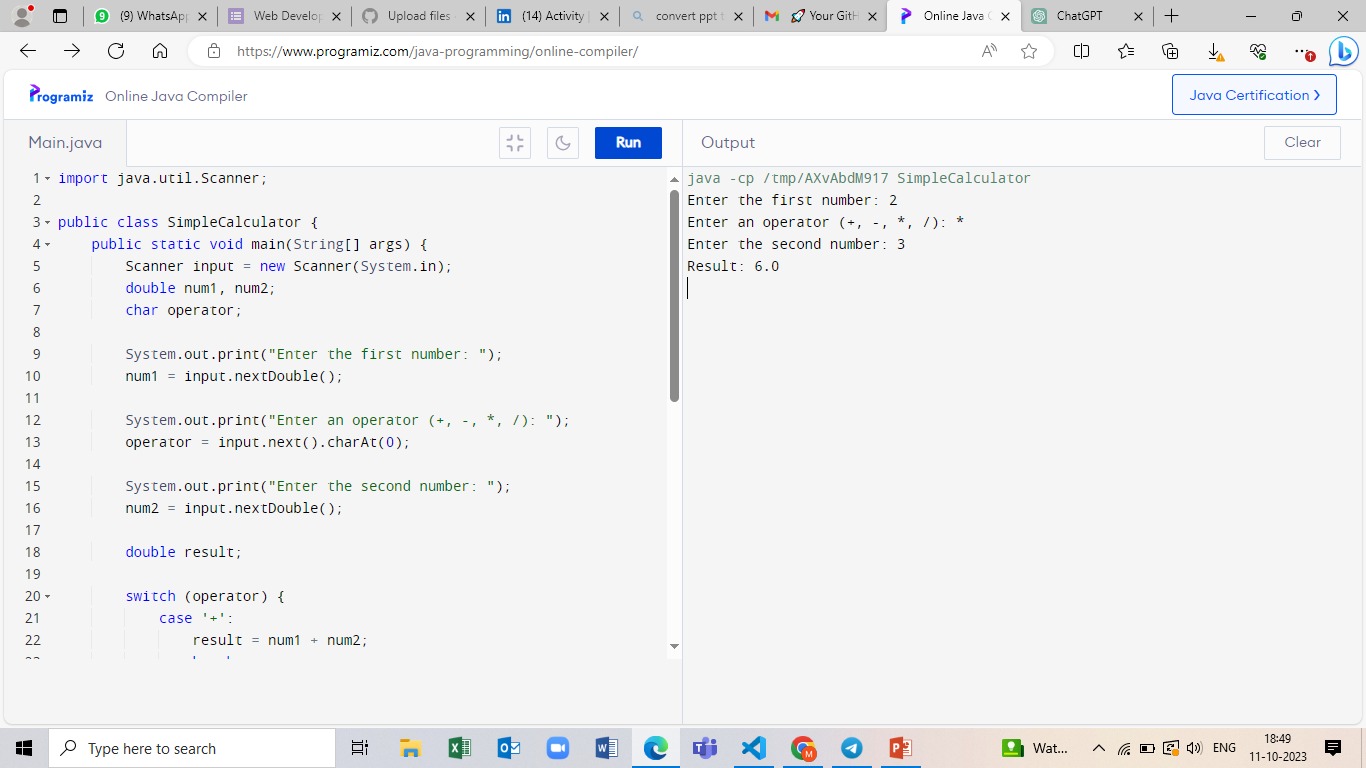 (9) WhatsApp
Web Develop
Upload files
(14) Activity
convert ppt t
Your GitH
Online Java C
ChatGPT
https://www.programiz.com/java-programming/online-compiler/
Programiz Online Java Compiler
Java Certification
Main.java
Run
Output
Clear
1 import java.util.Scanner;
2
3 public class SimpleCalculator {
4 public static void main(String[] args) {
5 Scanner input = new Scanner(System.in);
6 double num1, num2;
7 char operator;
8
9 System.out.print("Enter the first number: ");
10 num1 = input.nextDouble();
11
12 System.out.print("Enter an operator (+, -, *, /): ");
13 operator = input.next().charAt(0);
14
15 System.out.print("Enter the second number: ");
16 num2 = input.nextDouble();
17
18 double result;
19
20 switch (operator) {
21 case '+':
22 result = num1 + num2;
java -cp /tmp/AXvAbdM917 SimpleCalculator
Enter the first number: 2
Enter an operator (+, -, *, /): *
Enter the second number: 3
Result: 6.0
Type here to search
Wat...
ENG
18:49
11-10-2023